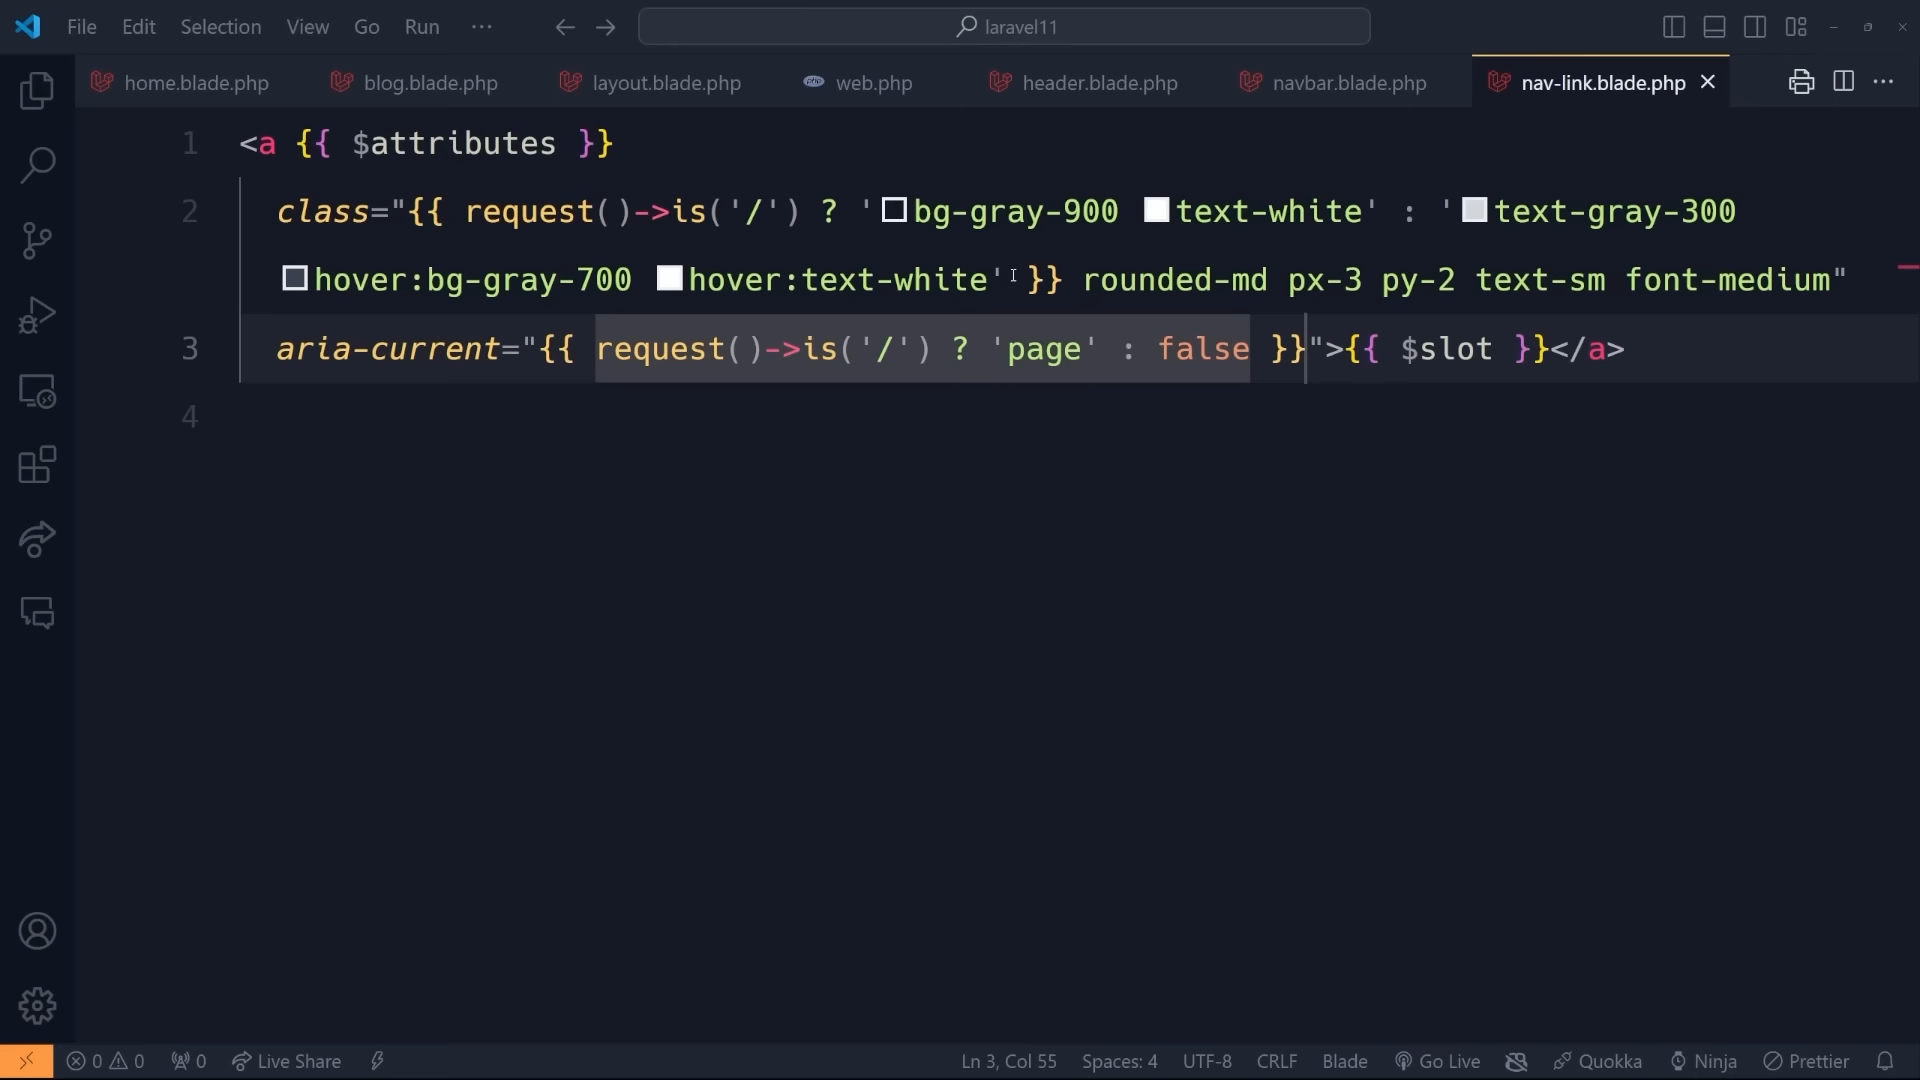 File Edit Selection View Go Run ··· laravel11
home.blade.php blog.blade.php layout.blade.php php web.php header.blade.php navbar.blade.php nav-link.blade.php
1 <a {{ $attributes }}
2 class="{{ request()->is('/') ? 'bg-gray-900 text-white' : 'text-gray-300
hover:bg-gray-700 hover:text-white' }} rounded-md px-3 py-2 text-sm font-medium"
3 aria-current="{{ request()->is('/') ? 'page' : false }}">{{ $slot }}</a>
4
0 0 0 Live Share Ln 3, Col 55 Spaces: 4 UTF-8 CRLF Blade Go Live Quokka Ninja Prettier